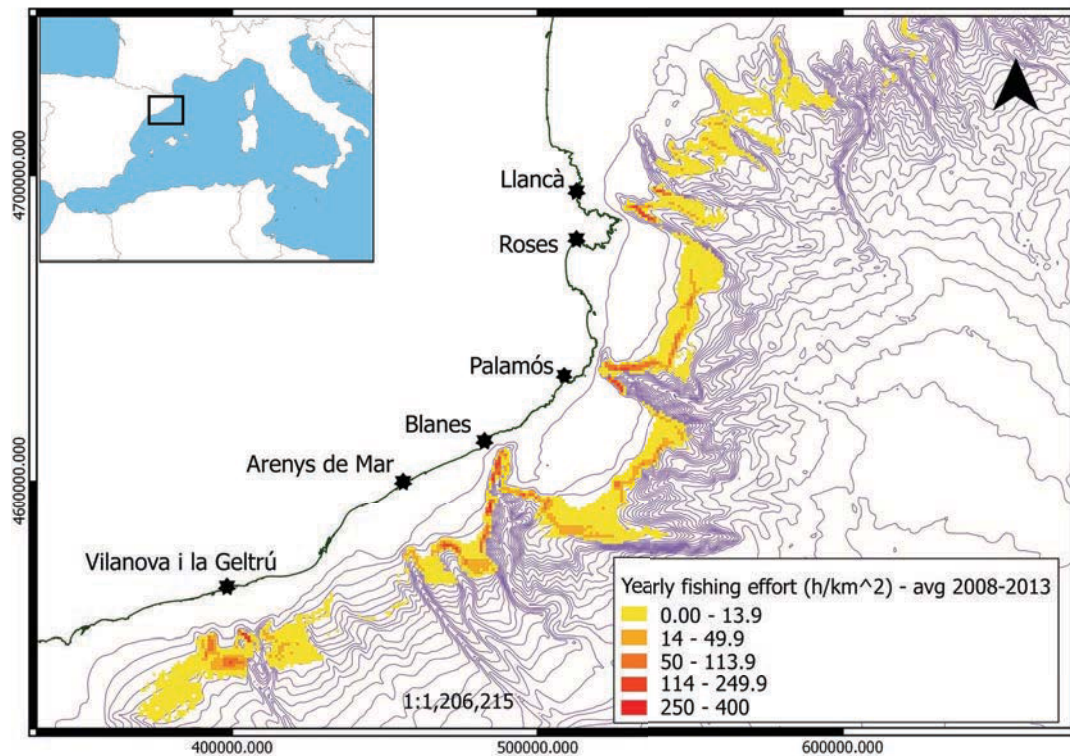 4700000.000
4600000.000
Llancà
Roses
Palamós
Blanes
Arenys de Mar
Vilanova i la Geltrú
Yearly fishing effort (h/km^2) - avg 2008-2013
0.00 - 13.9
14 - 49.9
50 - 113.9
114 - 249.9
250 - 400
1:1,206,215
400000.000
500000.000
600000.000